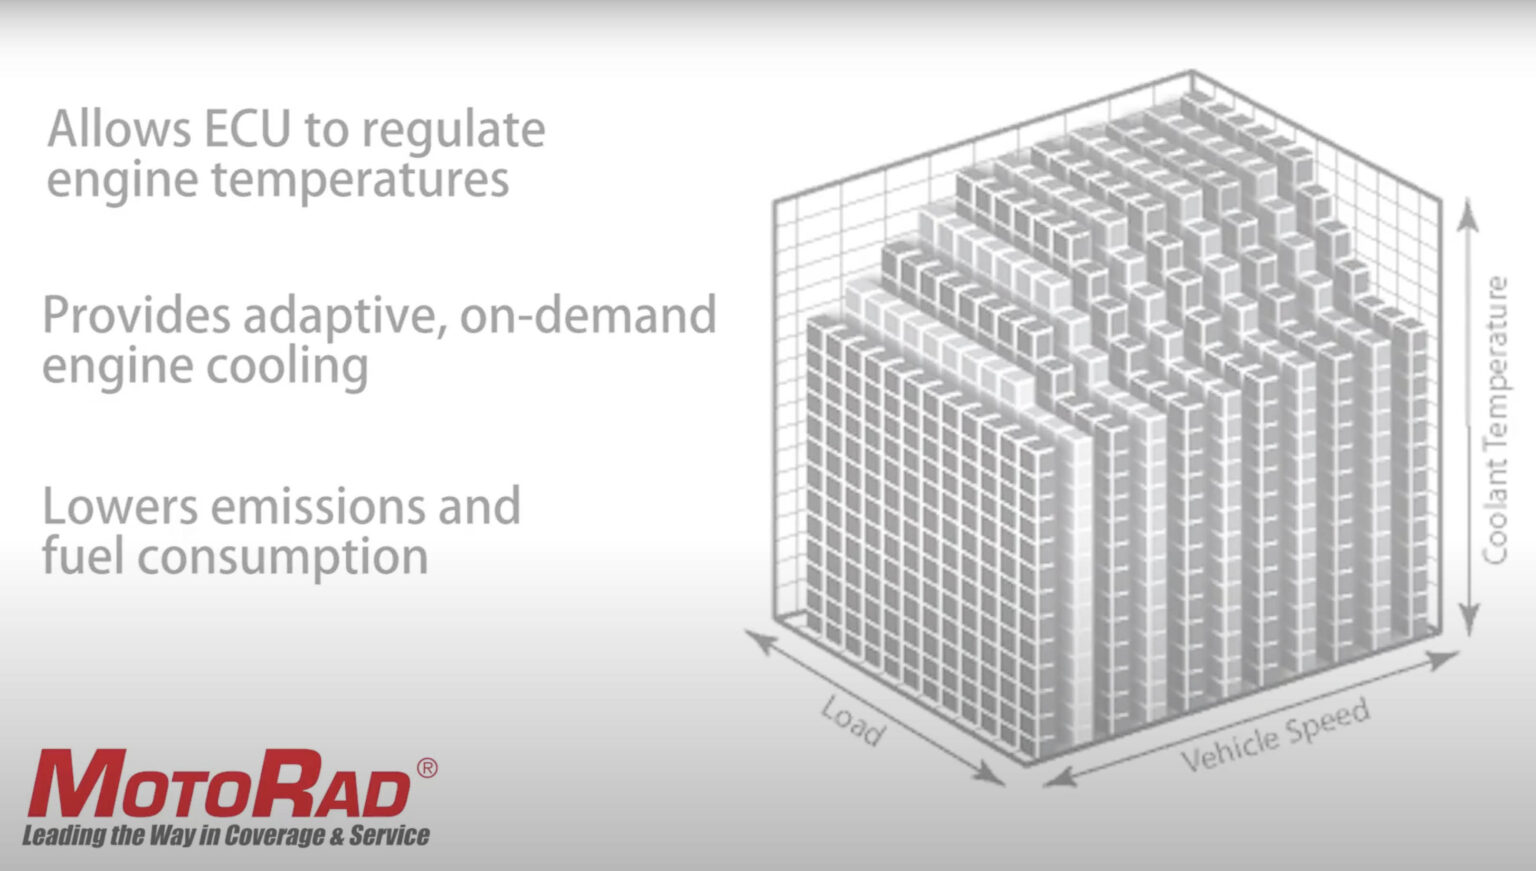 Allows ECU to regulate
engine temperatures
Provides adaptive, on-demand
engine cooling
Lowers emissions and
fuel consumption
Coolant Temperature
Load
Vehicle Speed
MOTORAD®
Leading the Way in Coverage & Service